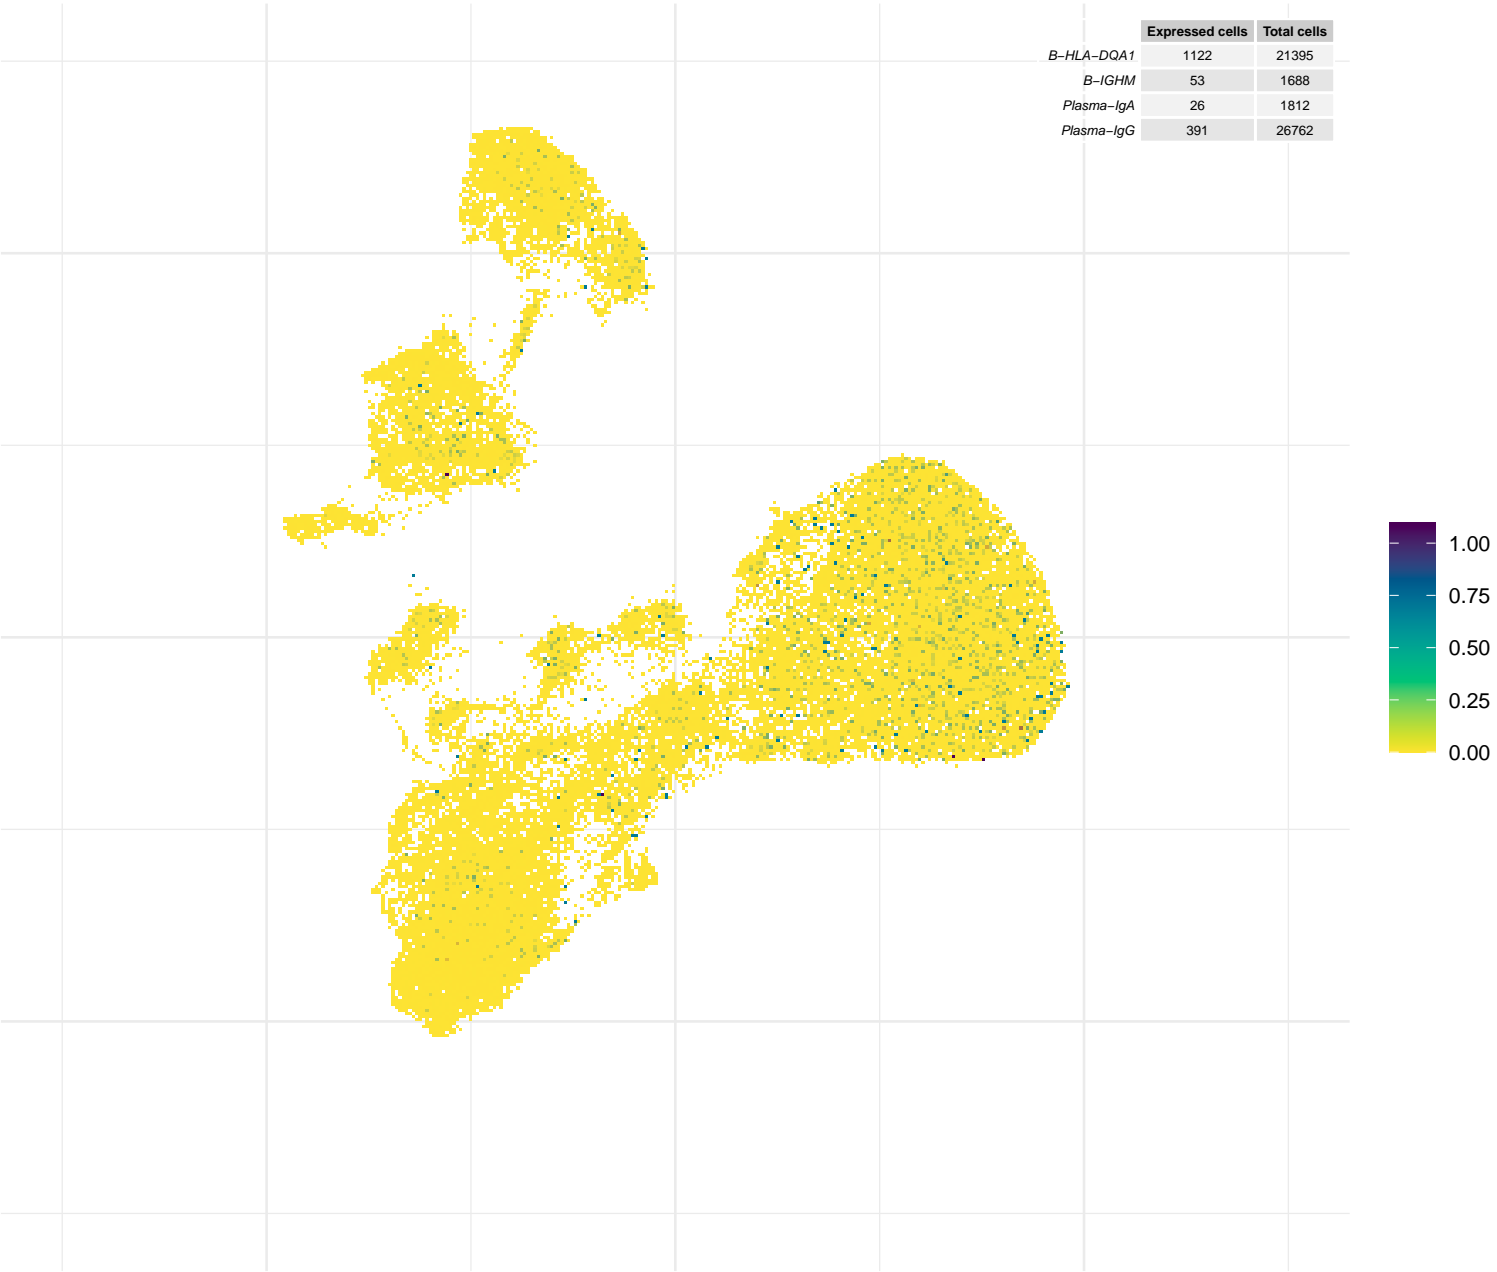 Expressed cells Total cells
B−HLA−DQA1 1122 21395
B−IGHM 53 1688
Plasma−IgA 26 1812
Plasma−IgG 391 26762
1.00
0.75
0.50
0.25
0.00